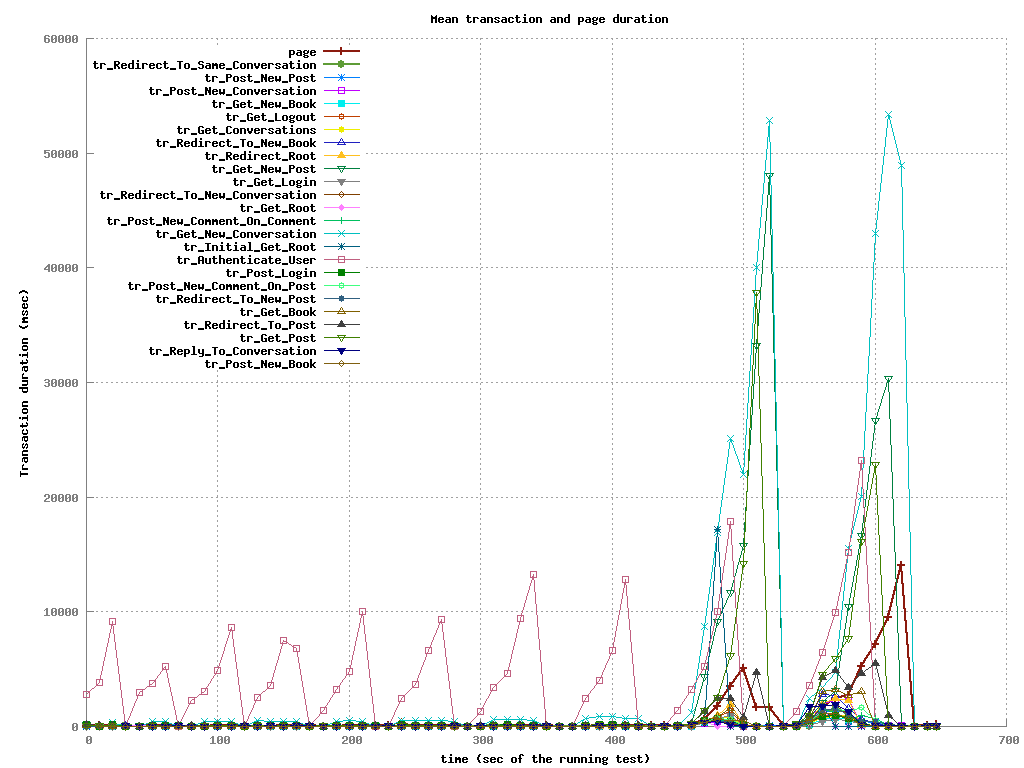 Mean transaction and page duration
60000
50000
40000
30000
20000
10000
0
Transaction duration (msec)
page
tr_Redirect_To_Same_Conversation
tr_Post_New_Post
tr_Post_New_Conversation
tr_Get_New_Book
tr_Get_Logout
tr_Get_Conversations
tr_Redirect_To_New_Book
tr_Redirect_Root
tr_Get_New_Post
tr_Get_Login
tr_Redirect_To_New_Conversation
tr_Get_Root
tr_Post_New_Comment_On_Comment
tr_Get_New_Conversation
tr_Initial_Get_Root
tr_Authenticate_User
tr_Post_Login
tr_Post_New_Comment_On_Post
tr_Redirect_To_New_Post
tr_Get_Book
tr_Redirect_To_Post
tr_Get_Post
tr_Reply_To_Conversation
tr_Post_New_Book
0 100 200 300 400 500 600 700
time (sec of the running test)